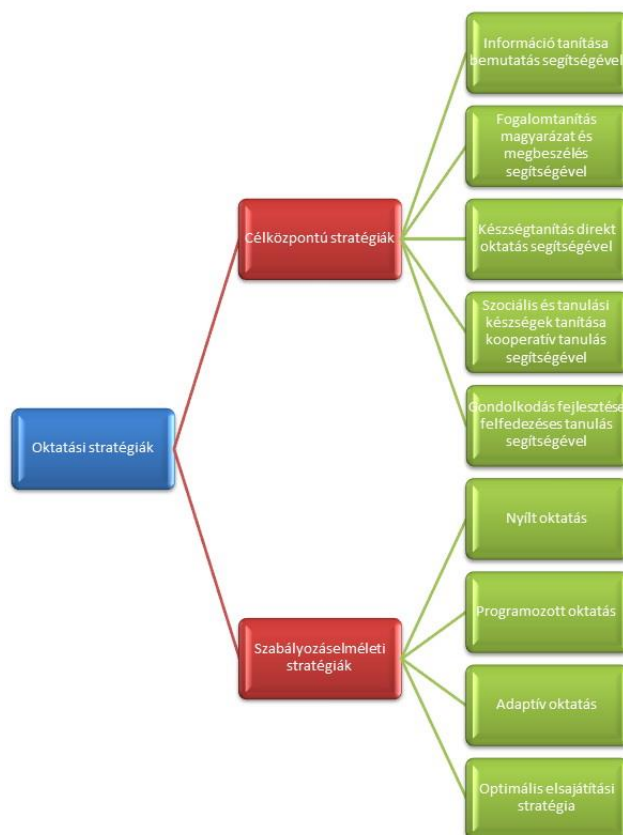 Információ tanítása
bemutatás segítségével
Fogalomtanítás
magyarázat és
megbeszélés
segítségével
Célközpontú stratégiák
Készségtanítás direkt
oktatás segítségével
Szociális és tanulási
készségek tanítása
kooperatív tanulás
segítségével
Gondolkodás fejlesztése
felfedezéses tanulás
segítségével
Oktatási stratégiák
Nyílt oktatás
Programozott oktatás
Szabályozáselméleti
stratégiák
Adaptív oktatás
Optimális elsajátítási
stratégia